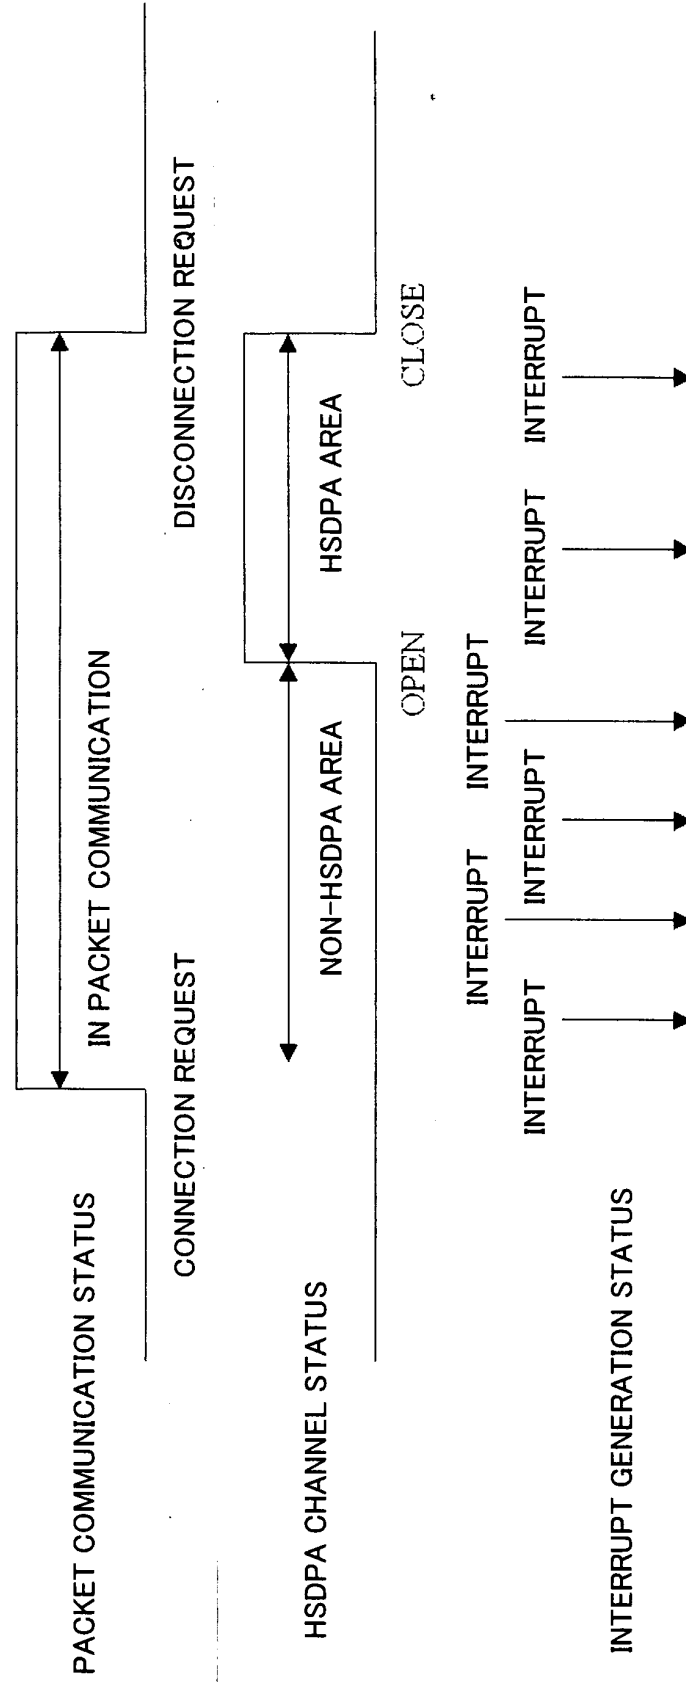 PACKET COMMUNICATION STATUS
IN PACKET COMMUNICATION
CONNECTION REQUEST
DISCONNECTION REQUEST
HSDPA CHANNEL STATUS
NON-HSDPA AREA
HSDPA AREA
OPEN
CLOSE
INTERRUPT
INTERRUPT
INTERRUPT
INTERRUPT
INTERRUPT
INTERRUPT
INTERRUPT GENERATION STATUS